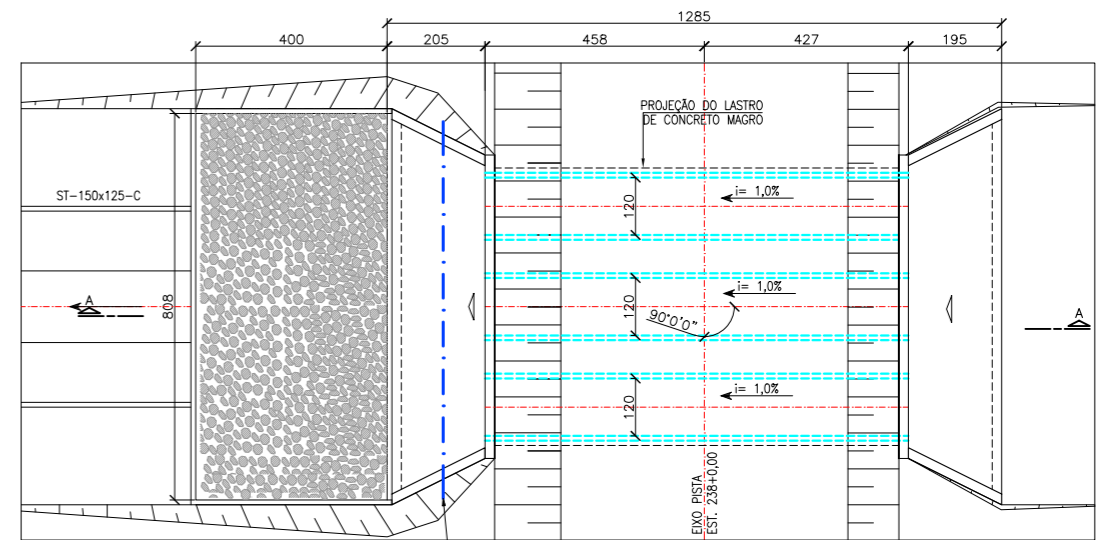 1285
400
205
458
427
195
PROJEÇÃO DO LASTRO
DE CONCRETO MAGRO
ST-150x125-C
i= 1,0%
120
A
808
i= 1,0%
120
90°0'0"
A
i= 1,0%
120
EIXO PISTA
EST. 238+0,00